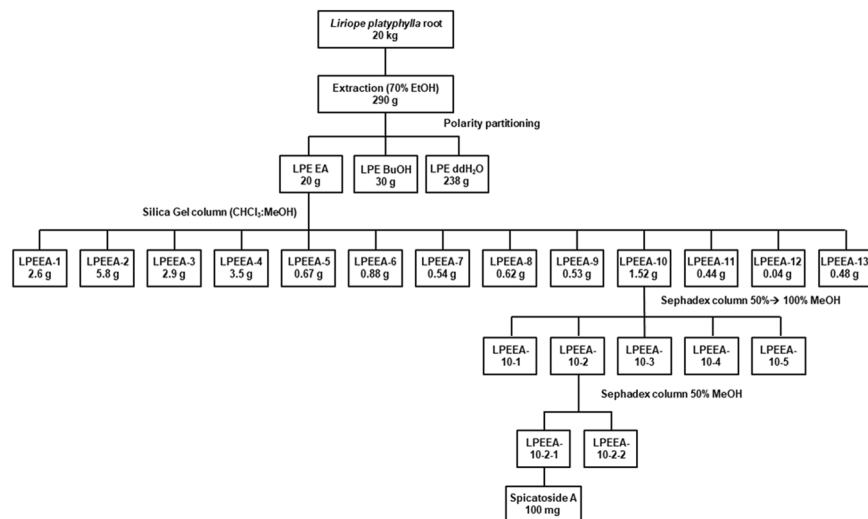 Liriope platyphylla root
20 kg
Extraction (70% EtOH)
290 g
Polarity partitioning
LPE EA
20 g
LPE BuOH
30 g
LPE ddH₂O
238 g
Silica Gel column (CHCl₃:MeOH)
LPEEA-1
2.6 g
LPEEA-2
5.8 g
LPEEA-3
2.9 g
LPEEA-4
3.5 g
LPEEA-5
0.67 g
LPEEA-6
0.88 g
LPEEA-7
0.54 g
LPEEA-8
0.62 g
LPEEA-9
0.53 g
LPEEA-10
1.52 g
LPEEA-11
0.44 g
LPEEA-12
0.04 g
LPEEA-13
0.48 g
Sephadex column 50%→ 100% MeOH
LPEEA-
10-1
LPEEA-
10-2
LPEEA-
10-3
LPEEA-
10-4
LPEEA-
10-5
Sephadex column 50% MeOH
LPEEA-
10-2-1
LPEEA-
10-2-2
Spicatoside A
100 mg